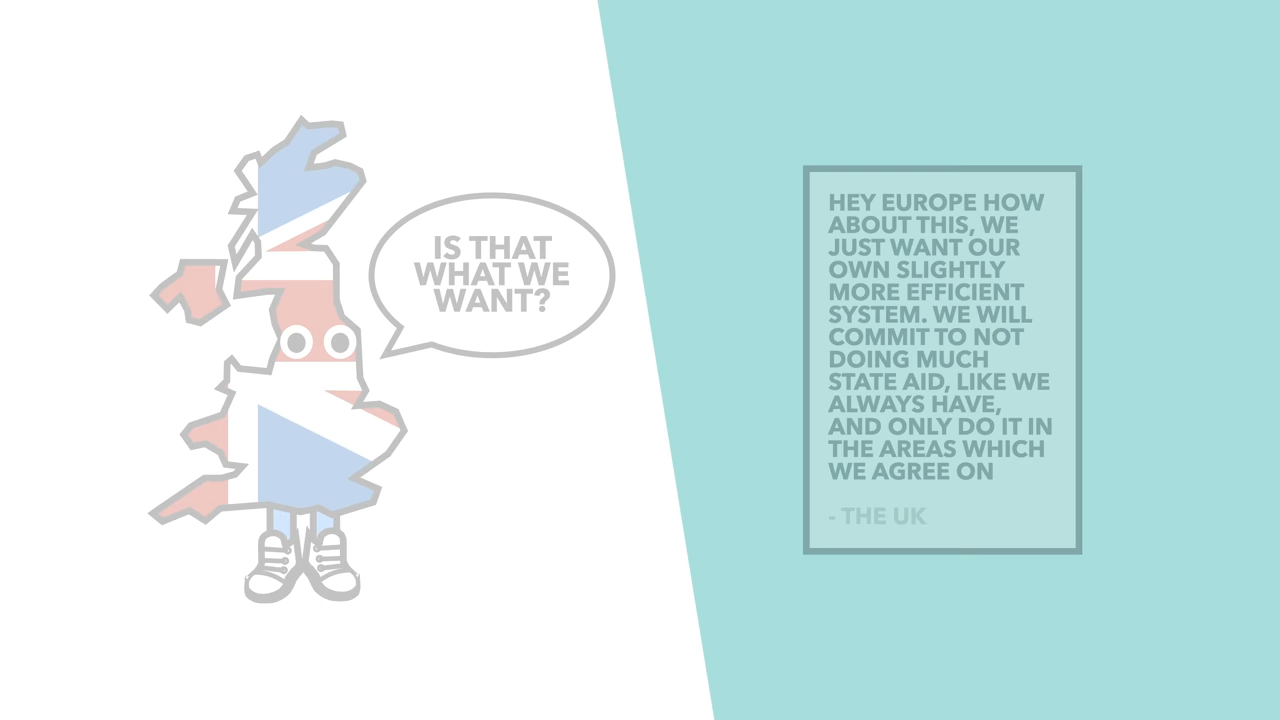 IS THAT
WHAT WE
WANT?
HEY EUROPE HOW
ABOUT THIS, WE
JUST WANT OUR
OWN SLIGHTLY
MORE EFFICIENT
SYSTEM. WE WILL
COMMIT TO NOT
DOING MUCH
STATE AID, LIKE WE
ALWAYS HAVE,
AND ONLY DO IT IN
THE AREAS WHICH
WE AGREE ON
- THE UK